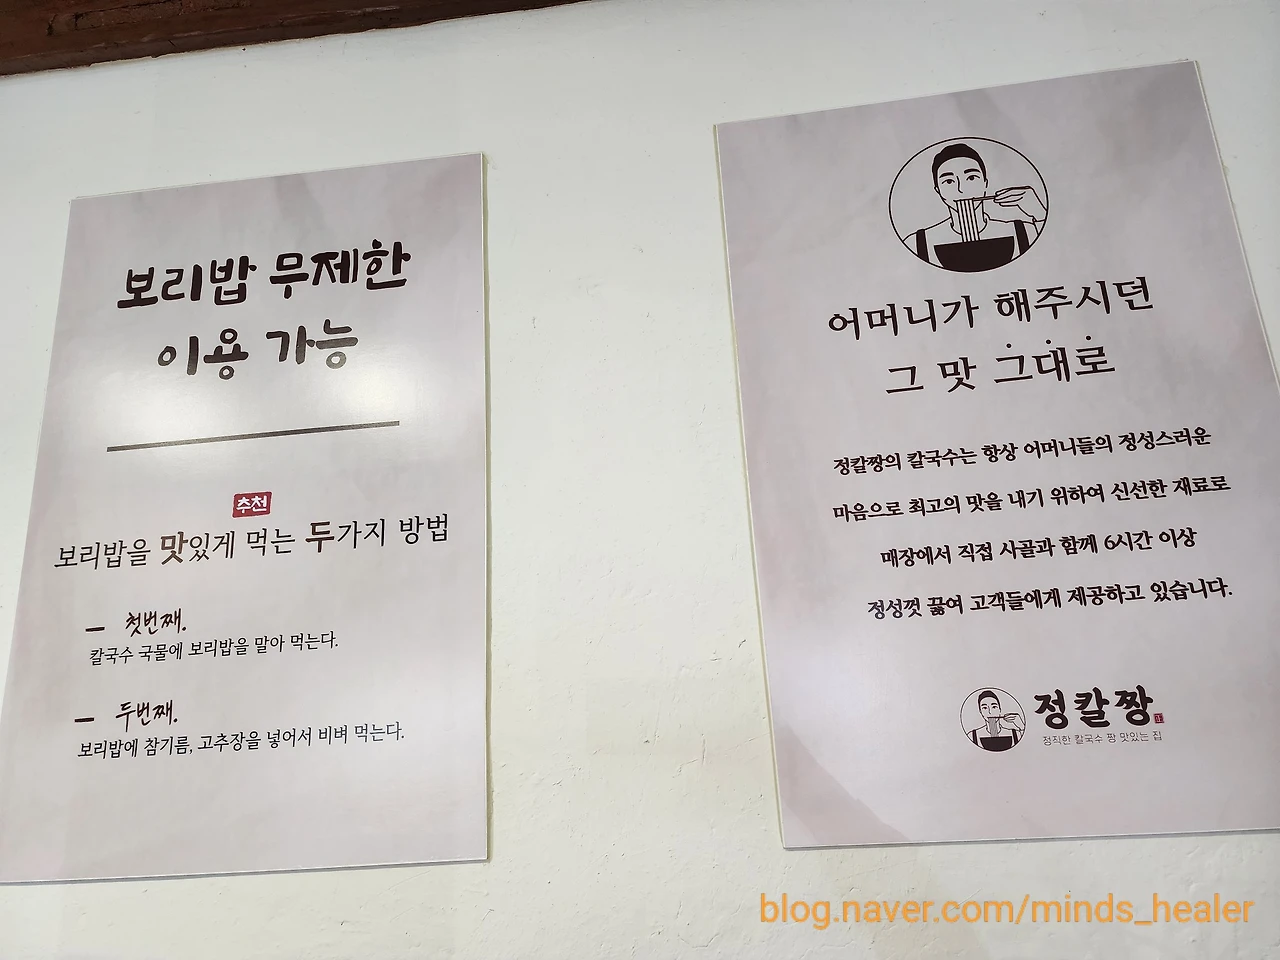 보리밥 무제한
이용 가능
추천
보리밥을 맛있게 먹는 두가지 방법
첫번째.
칼국수 국물에 보리밥을 말아 먹는다.
두번째.
보리밥에 참기름, 고추장을 넣어서 비벼 먹는다.
어머니가 해주시던
그 맛 그대로
정칼짱의 칼국수는 항상 어머니들의 정성스러운
마음으로 최고의 맛을 내기 위하여 신선한 재료로
매장에서 직접 사골과 함께 6시간 이상
정성껏 끓여 고객들에게 제공하고 있습니다.
정칼짱
정직한 칼국수 짱 맛있는 집
blog.naver.com/minds_healer